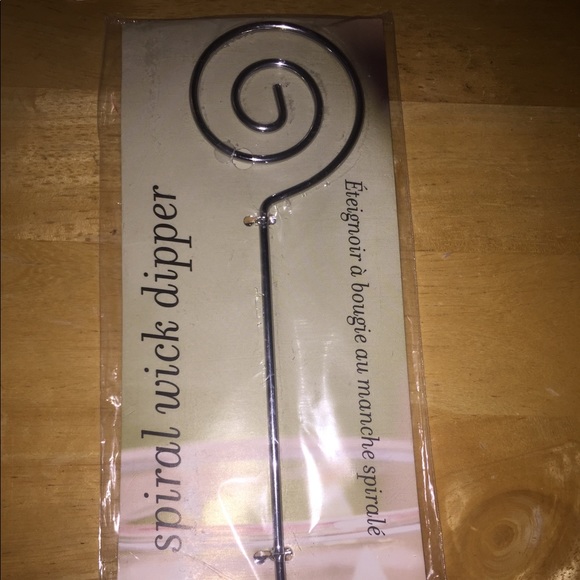 spiral wick dipper
Éteignoir à bougie au manche spiralé